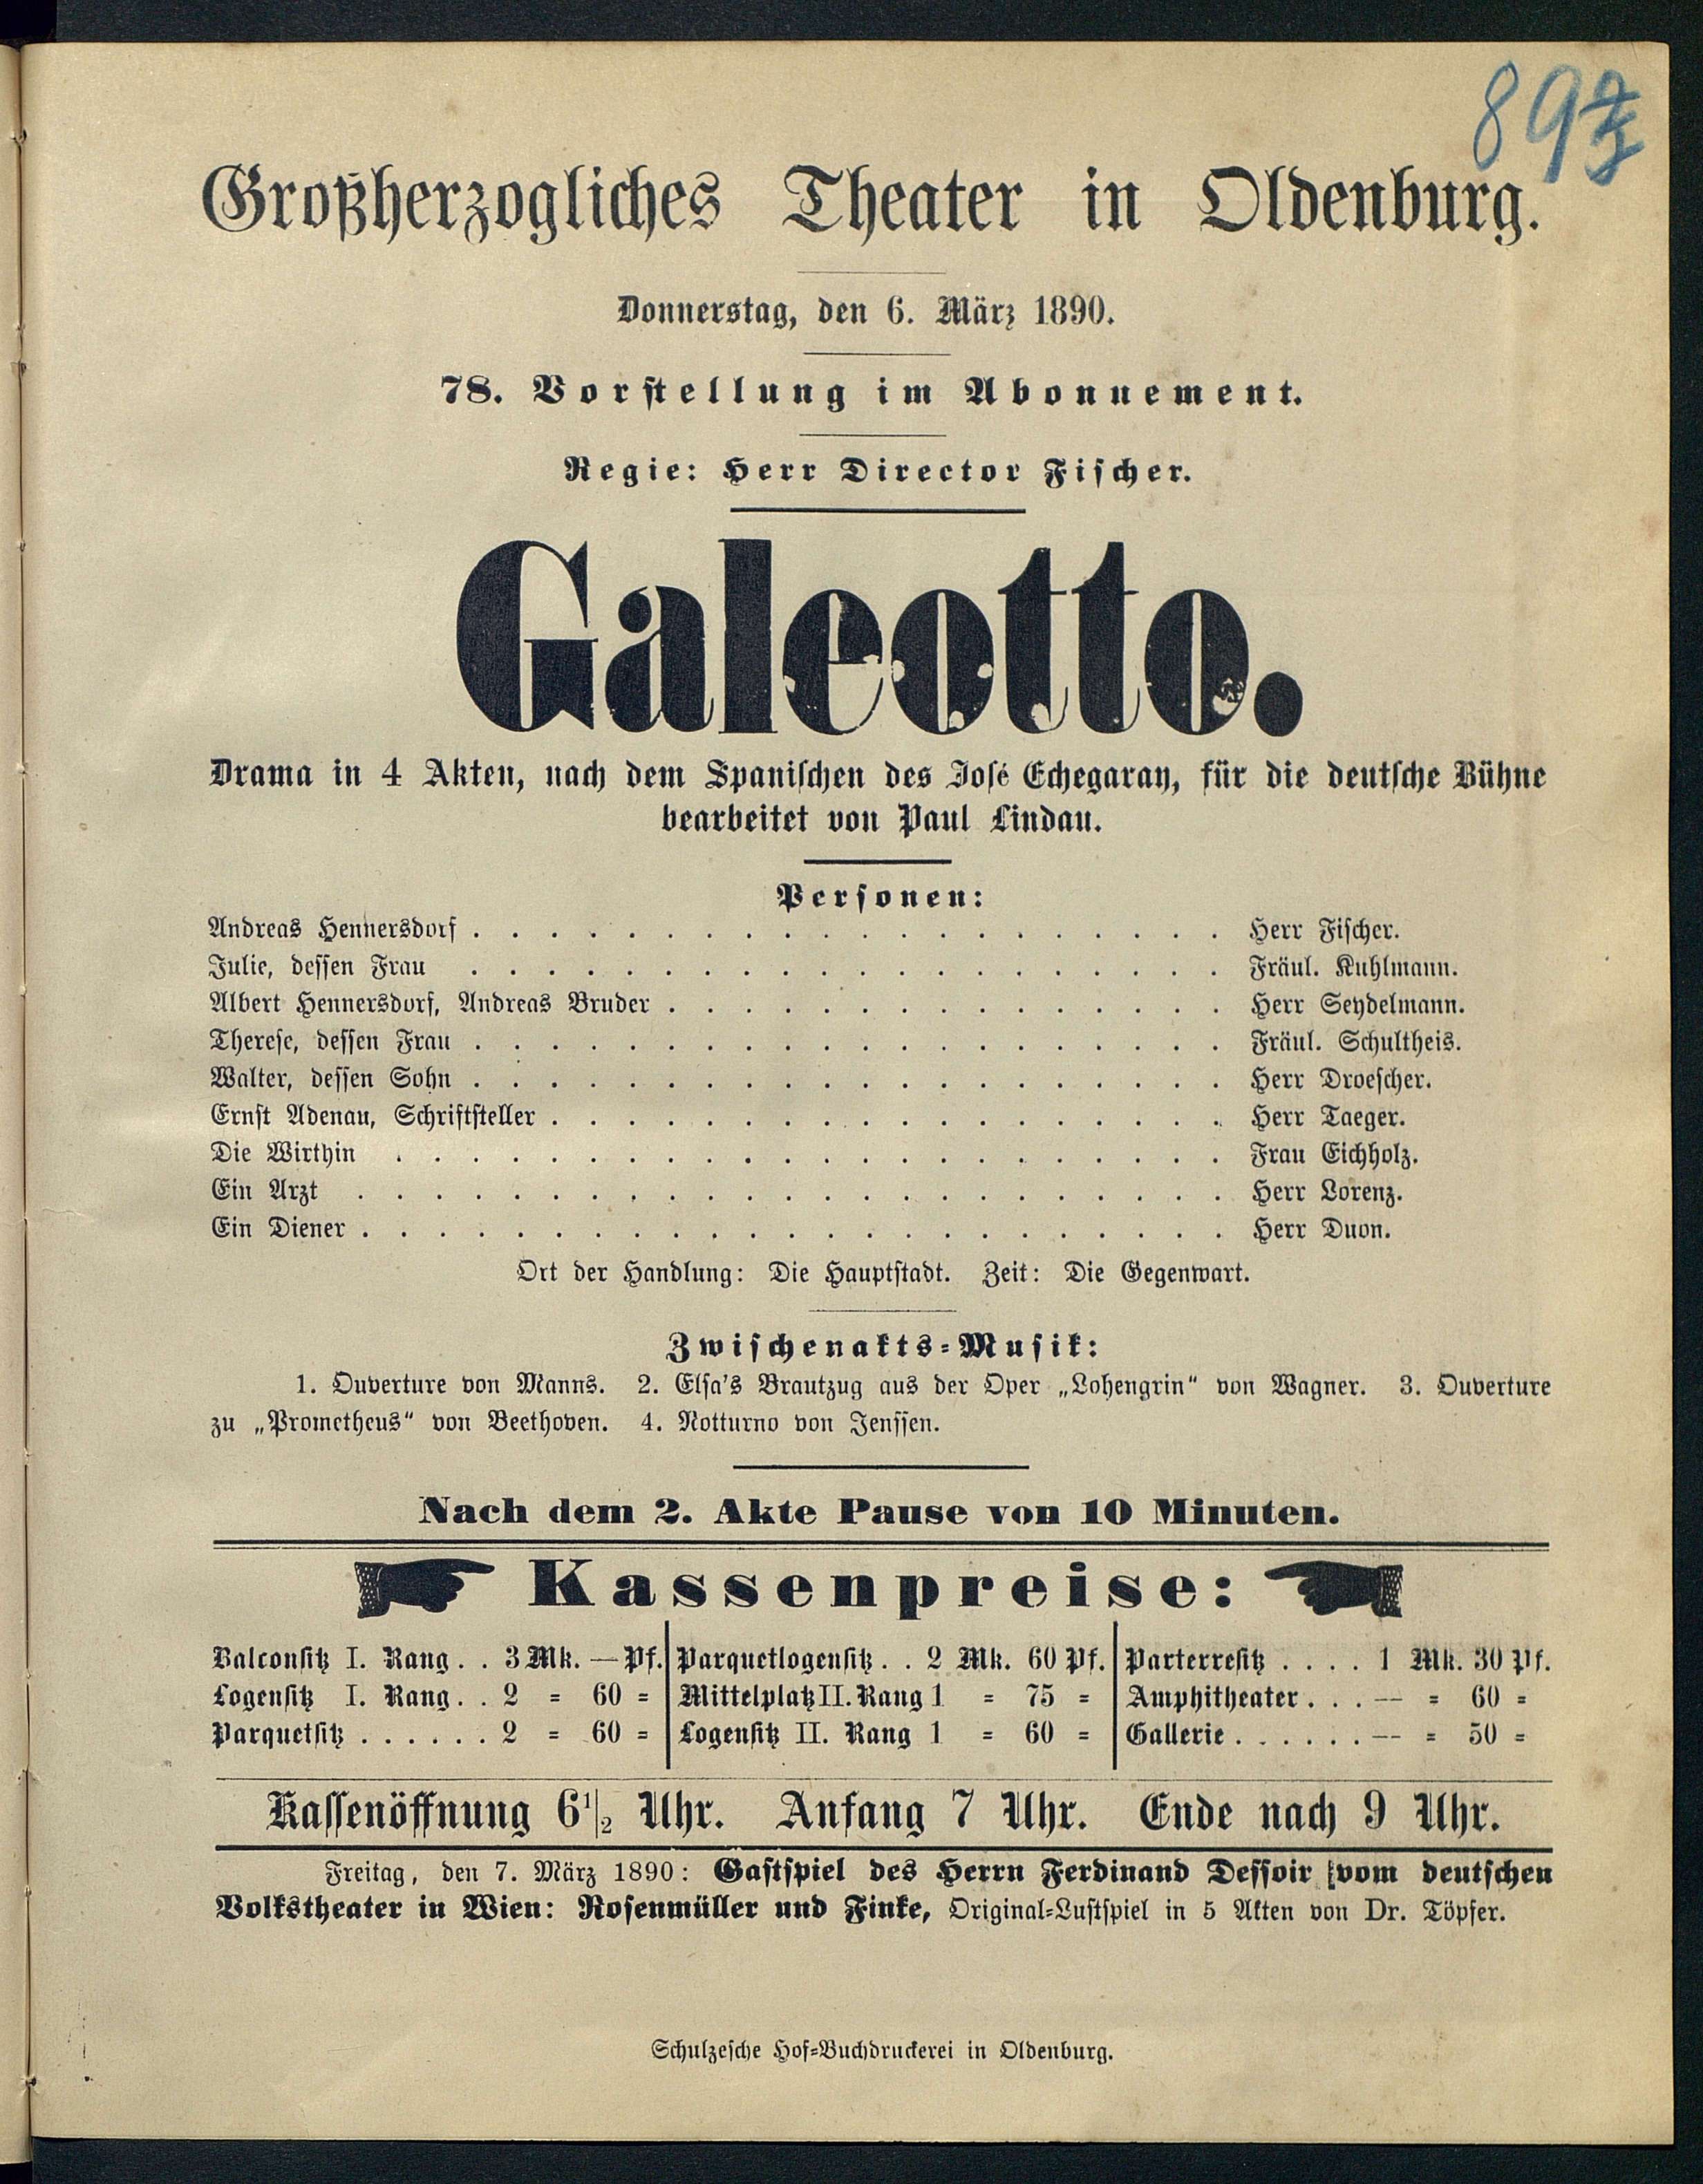 Großherzogliches Theater in Oldenburg.
Donnerstag, den 6. März 1890.
78. Vorstellung im Abonnement.
Regie: Herr Director Fischer.
Galeotto.
Drama in 4 Akten, nach dem Spanischen des José Echegaray, für die deutsche Bühne
bearbeitet von Paul Lindau.
Personen:
Andreas Hennersdorf . . . . . . . . . . . . . . . . . . . . Herr Fischer.
Julie, dessen Frau . . . . . . . . . . . . . . . . . . . . Fräul. Kuhlmann.
Albert Hennersdorf, Andreas Bruder . . . . . . . . . . . . . . . Herr Seydelmann.
Therese, dessen Frau . . . . . . . . . . . . . . . . . . . . Fräul. Schultheis.
Walter, dessen Sohn . . . . . . . . . . . . . . . . . . . . Herr Droescher.
Ernst Adenau, Schriftsteller . . . . . . . . . . . . . . . . . . Herr Taeger.
Die Wirthin . . . . . . . . . . . . . . . . . . . . . . Frau Eichholz.
Ein Arzt . . . . . . . . . . . . . . . . . . . . . . . Herr Lorenz.
Ein Diener . . . . . . . . . . . . . . . . . . . . . . . Herr Duon.
Ort der Handlung: Die Hauptstadt. Zeit: Die Gegenwart.
Zwischenakts=Musik:
1. Ouverture von Manns. 2. Elsa's Brautzug aus der Oper „Lohengrin“ von Wagner. 3. Ouverture
zu „Prometheus“ von Beethoven. 4. Notturno von Jenssen.
Nach dem 2. Akte Pause von 10 Minuten.
Kassenpreise:
Balconsitz I. Rang . . 3 Mk. — Pf. Parquetlogensitz . . 2 Mk. 60 Pf. Parterresitz . . . . 1 Mk. 30 Pf.
Logensitz I. Rang . . 2 = 60 = Mittelplatz II. Rang 1 = 75 = Amphitheater . . . — = 60 =
Parquetsitz . . . . . . 2 = 60 = Logensitz II. Rang 1 = 60 = Gallerie . . . . . . — = 50 =
Kassenöffnung 6 1/2 Uhr. Anfang 7 Uhr. Ende nach 9 Uhr.
Freitag, den 7. März 1890: Gastspiel des Herrn Ferdinand Dessoir vom deutschen
Volkstheater in Wien: Rosenmüller und Finke, Original=Lustspiel in 5 Akten von Dr. Töpfer.
Schulzesche Hof=Buchdruckerei in Oldenburg.